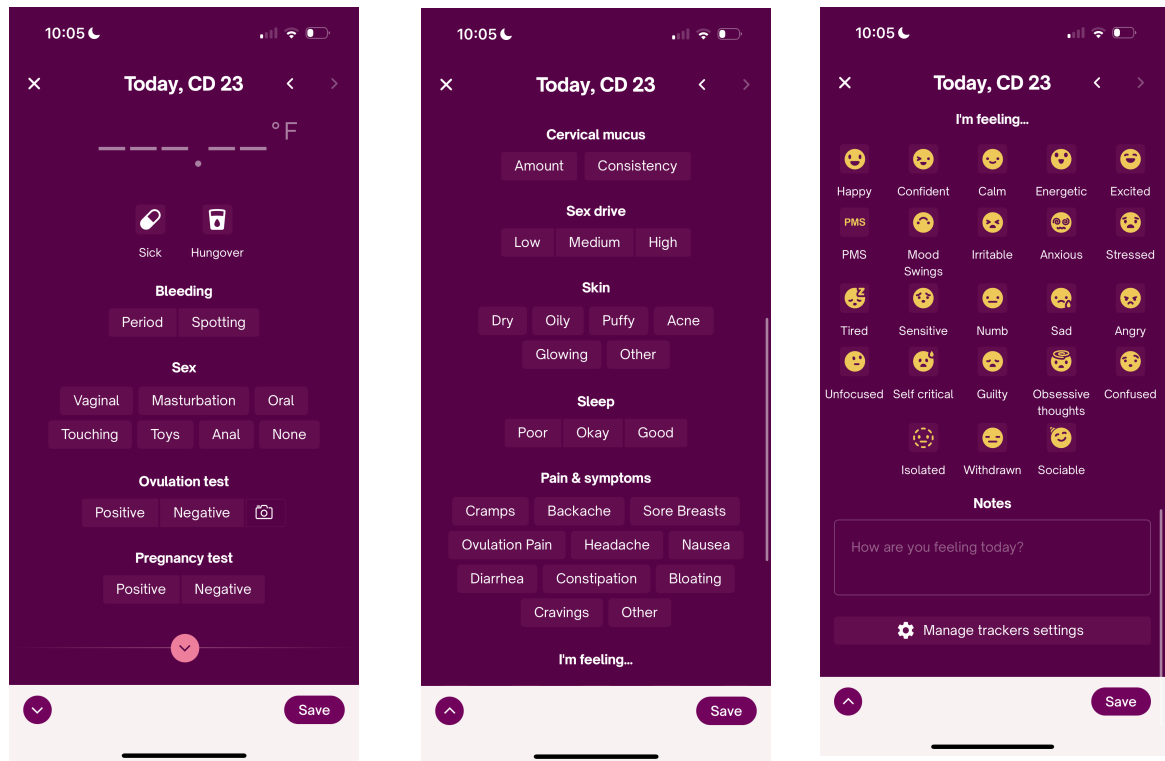 10:05
Today, CD 23
°F
Sick Hungover
Bleeding
Period Spotting
Sex
Vaginal Masturbation Oral
Touching Toys Anal None
Ovulation test
Positive Negative
Pregnancy test
Positive Negative
Save
10:05
Today, CD 23
Cervical mucus
Amount Consistency
Sex drive
Low Medium High
Skin
Dry Oily Puffy Acne
Glowing Other
Sleep
Poor Okay Good
Pain & symptoms
Cramps Backache Sore Breasts
Ovulation Pain Headache Nausea
Diarrhea Constipation Bloating
Cravings Other
I'm feeling...
Save
10:05
Today, CD 23
I'm feeling...
Happy Confident Calm Energetic Excited
PMS
PMS Mood Irritable Anxious Stressed
Swings
Z
Tired Sensitive Numb Sad Angry
Unfocused Self critical Guilty Obsessive Confused
thoughts
Isolated Withdrawn Sociable
Notes
How are you feeling today?
Manage trackers settings
Save